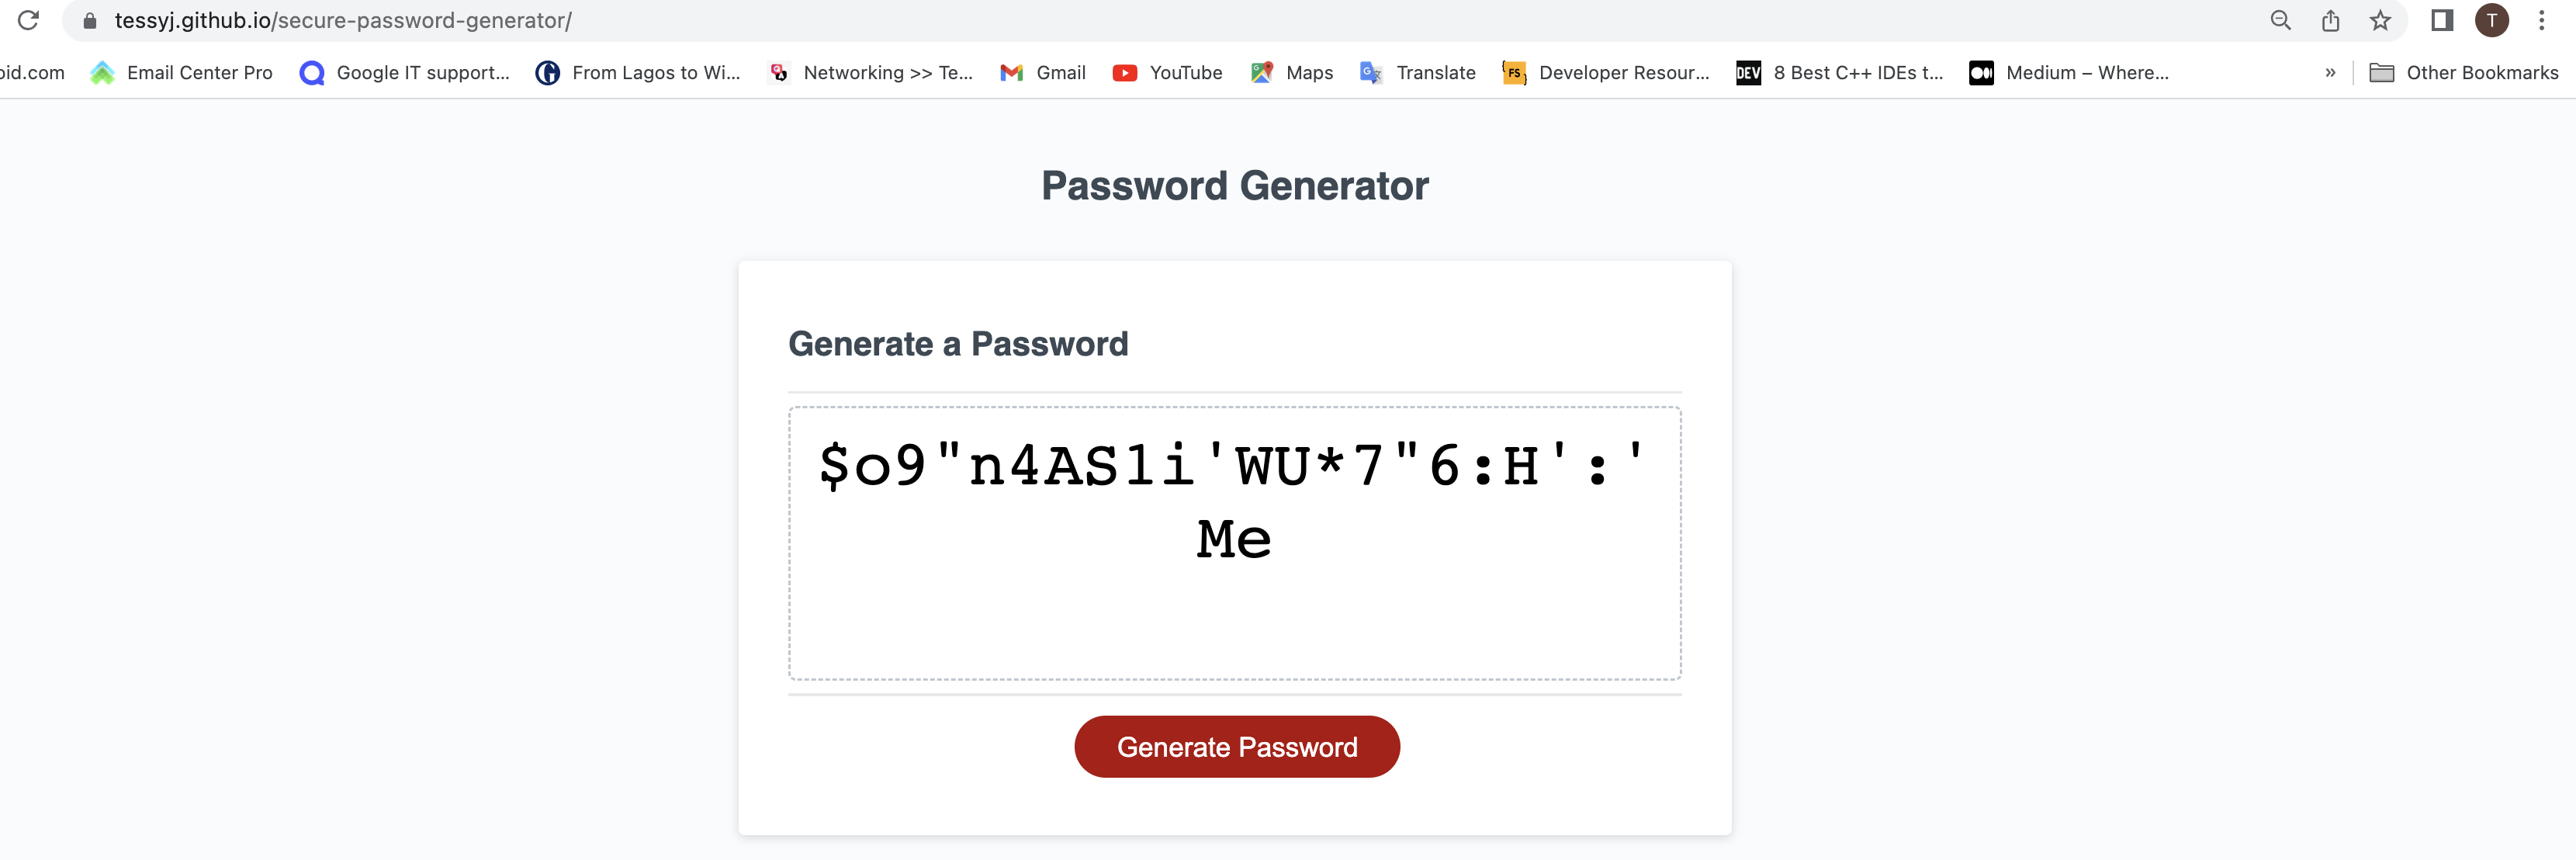 tessyj.github.io/secure-password-generator/
T
oid.com Email Center Pro Google IT support... From Lagos to Wi... Networking >> Te... Gmail YouTube Maps Translate FS Developer Resour... DEV 8 Best C++ IDEs t... Medium – Where... » Other Bookmarks
Password Generator
Generate a Password
$o9"n4AS1i'WU*7"6:H':'
Me
Generate Password